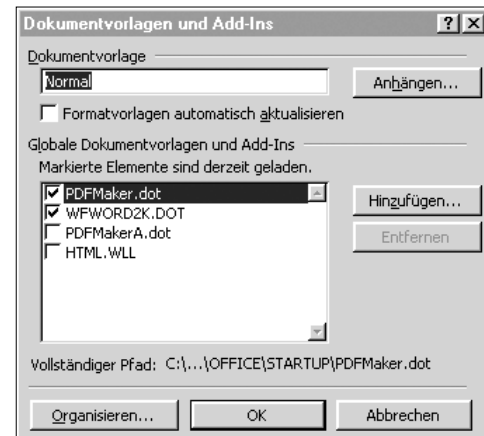 Dokumentvorlagen und Add-Ins
Dokumentvorlage
Normal
Anhängen...
Formatvorlagen automatisch aktualisieren
Globale Dokumentvorlagen und Add-Ins
Markierte Elemente sind derzeit geladen.
PDFMaker.dot
WFWORD2K.DOT
PDFMakerA.dot
HTML.WLL
Hinzufügen...
Entfernen
Vollständiger Pfad: C:\...\OFFICE\STARTUP\PDFMaker.dot
Organisieren...
OK
Abbrechen